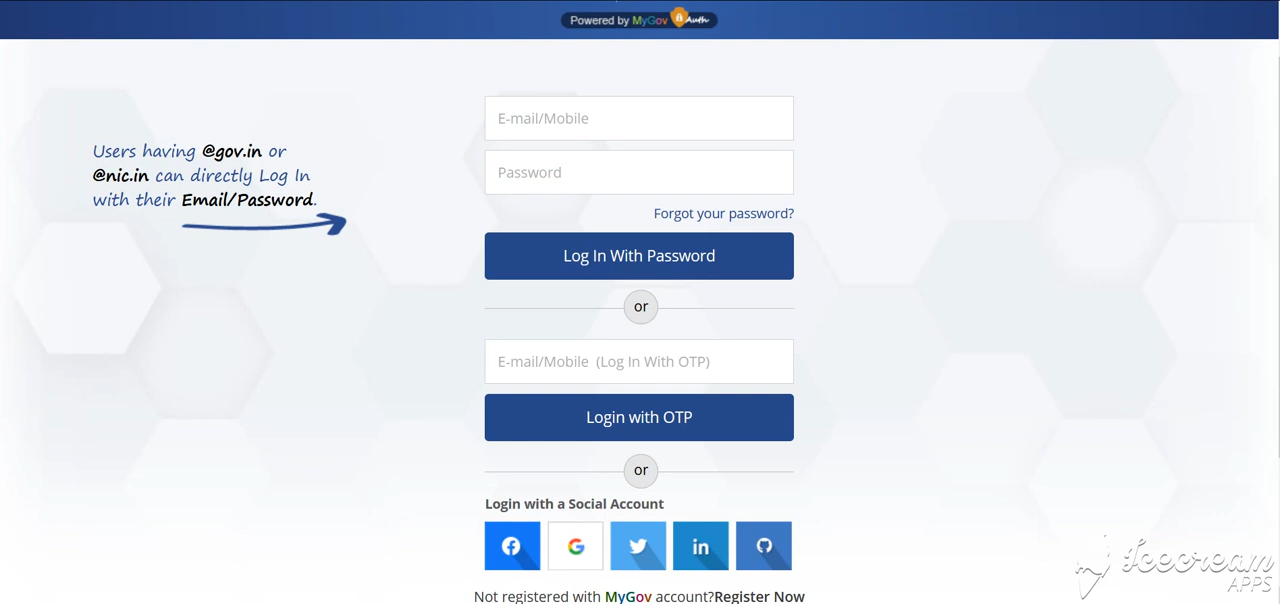 Powered by MyGov Auth
Users having @gov.in or
@nic.in can directly Log In
with their Email/Password.
E-mail/Mobile
Password
Forgot your password?
Log In With Password
or
E-mail/Mobile (Log In With OTP)
Login with OTP
or
Login with a Social Account
in
Not registered with MyGov account?Register Now
Icecream
APPS